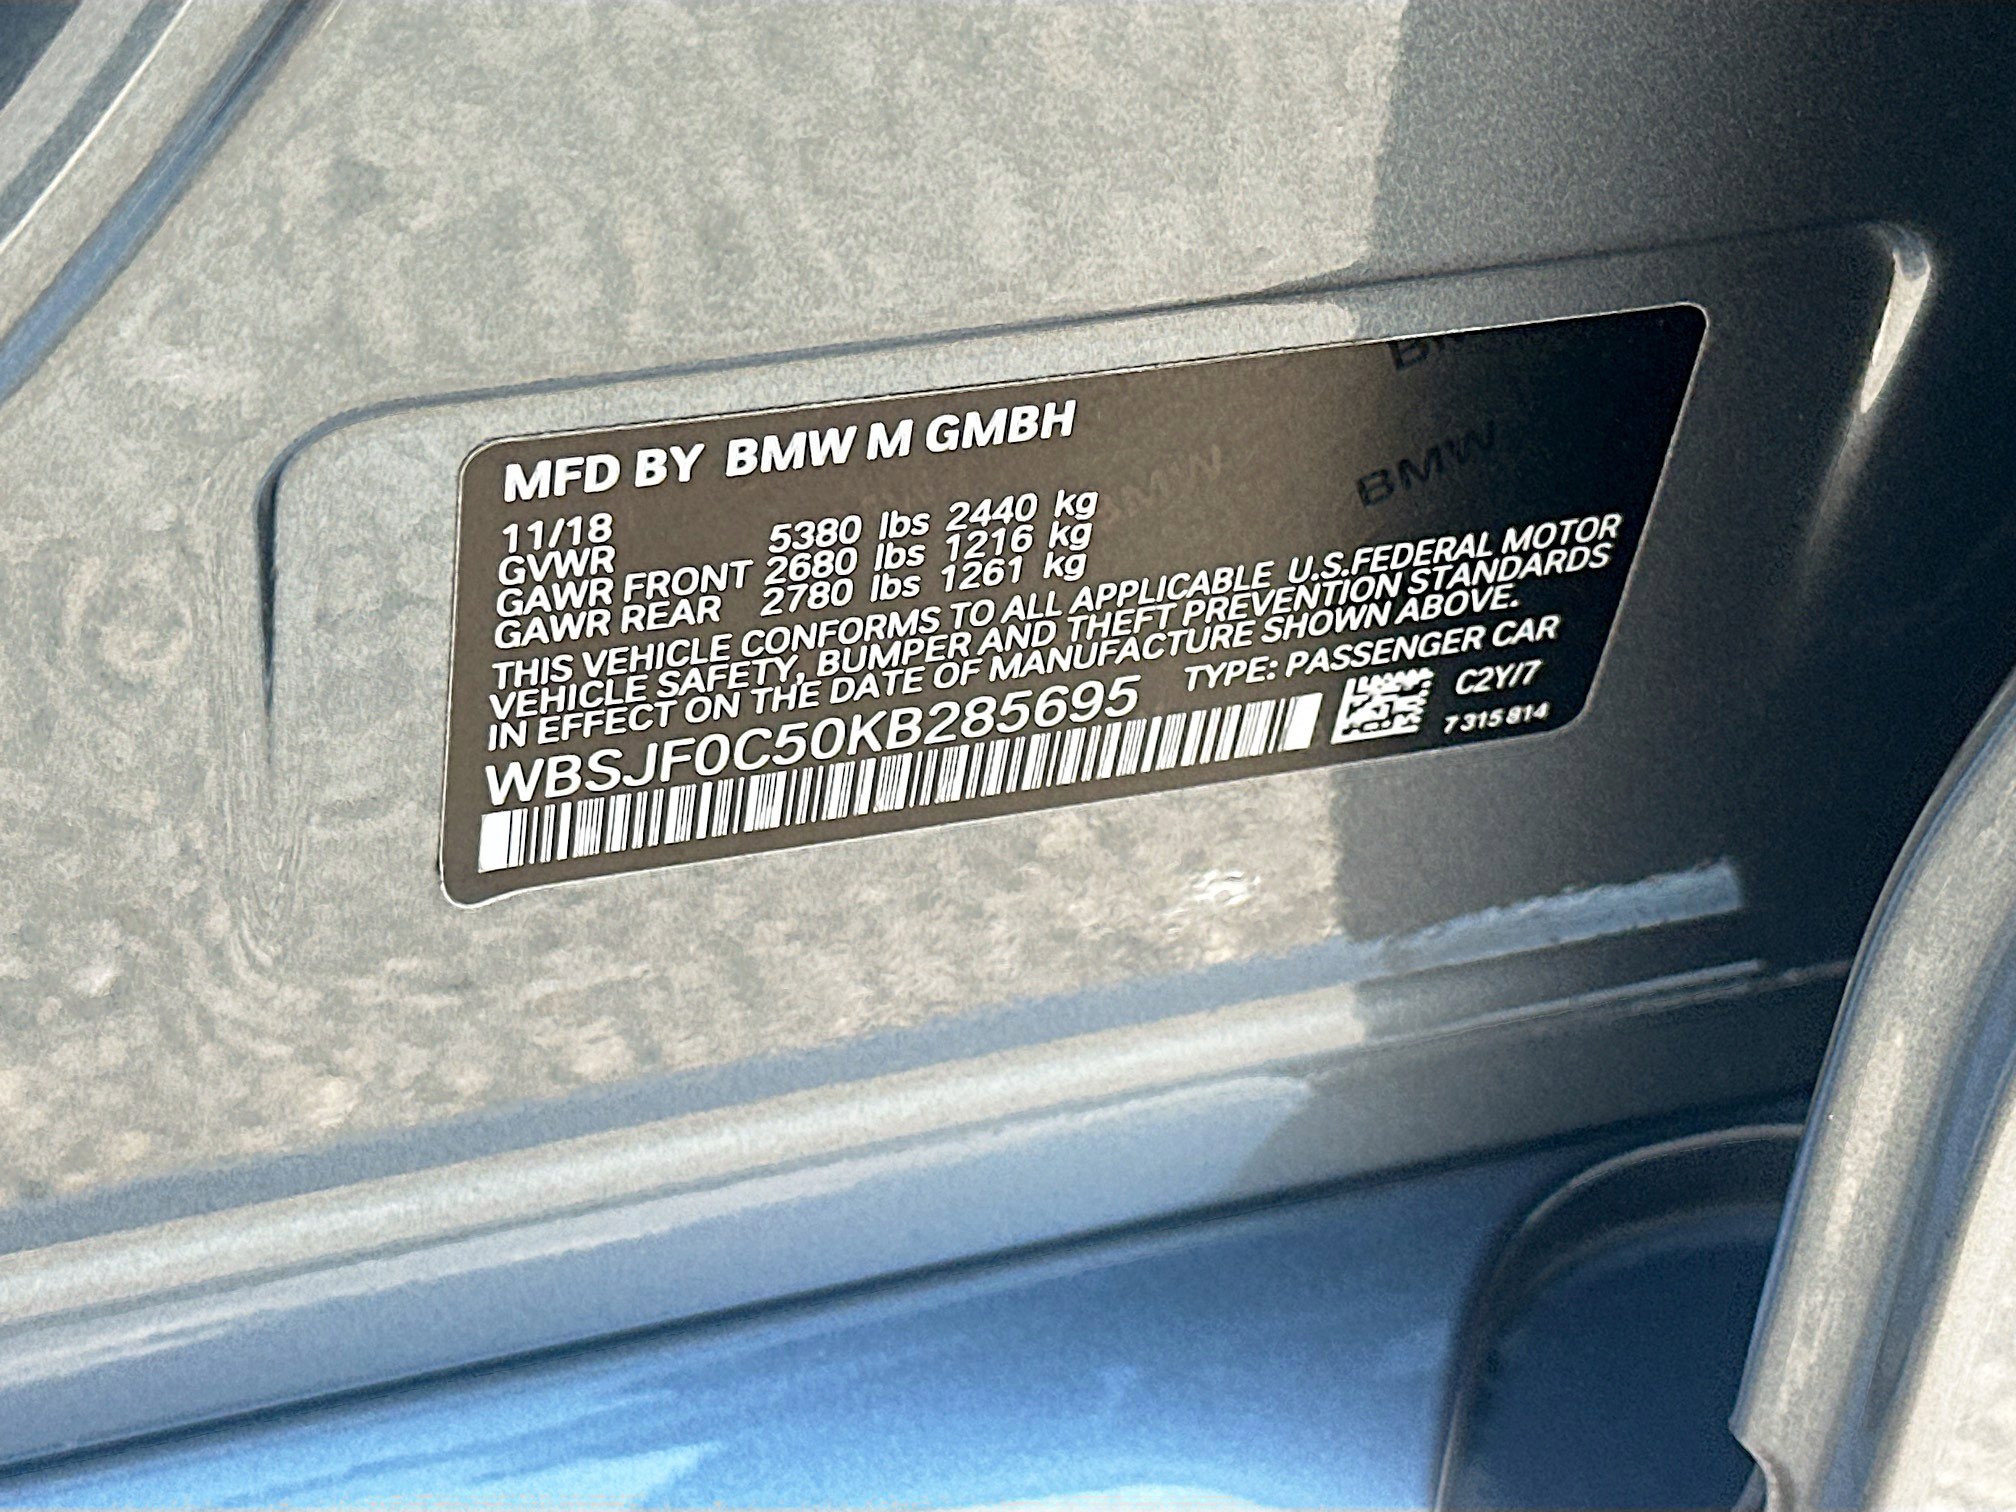 MFD BY BMW M GMBH
11/18
GVWR 5380 lbs 2440 kg
GAWR FRONT 2680 lbs 1216 kg
GAWR REAR 2780 lbs 1261 kg
THIS VEHICLE CONFORMS TO ALL APPLICABLE U.S.FEDERAL MOTOR
VEHICLE SAFETY, BUMPER AND THEFT PREVENTION STANDARDS
IN EFFECT ON THE DATE OF MANUFACTURE SHOWN ABOVE.
TYPE: PASSENGER CAR
WBSJF0C50KB285695
C2Y/7
7 315 814
BMW
BMW